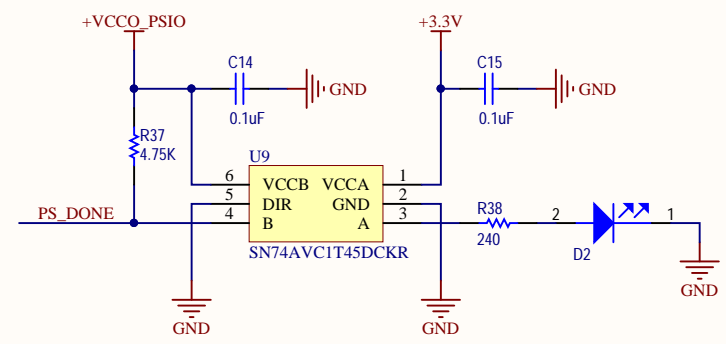 +VCCO_PSIO
+3.3V
C14
C15
GND
GND
0.1uF
0.1uF
R37
4.75K
U9
6 VCCB VCCA 1
5 DIR GND 2
4 B A 3
PS_DONE
SN74AVC1T45DCKR
R38
240
2
1
D2
GND
GND
GND